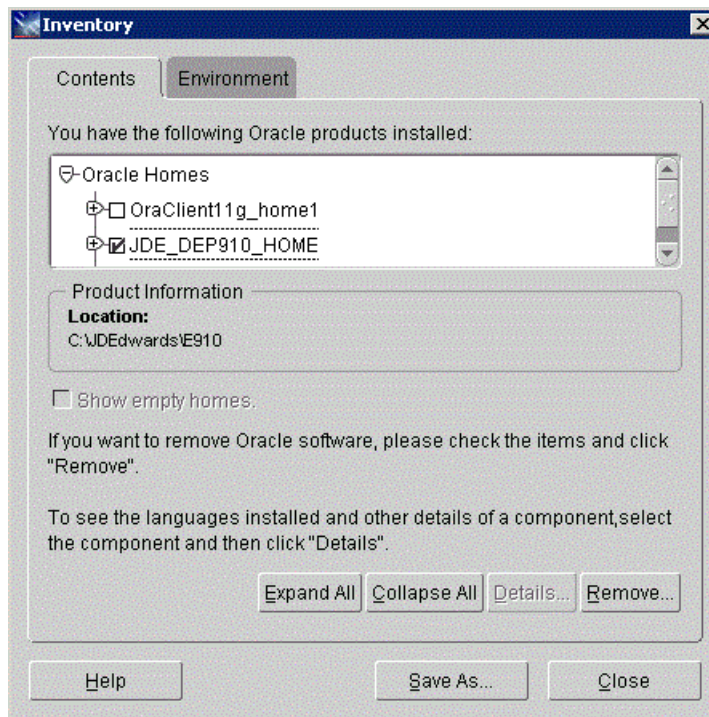 Inventory
Contents
Environment
You have the following Oracle products installed:
Oracle Homes
OraClient11g_home1
JDE_DEP910_HOME
Product Information
Location:
C:\JDEdwards\E910
Show empty homes.
If you want to remove Oracle software, please check the items and click
"Remove".
To see the languages installed and other details of a component,select
the component and then click "Details".
Expand All
Collapse All
Details...
Remove...
Help
Save As...
Close